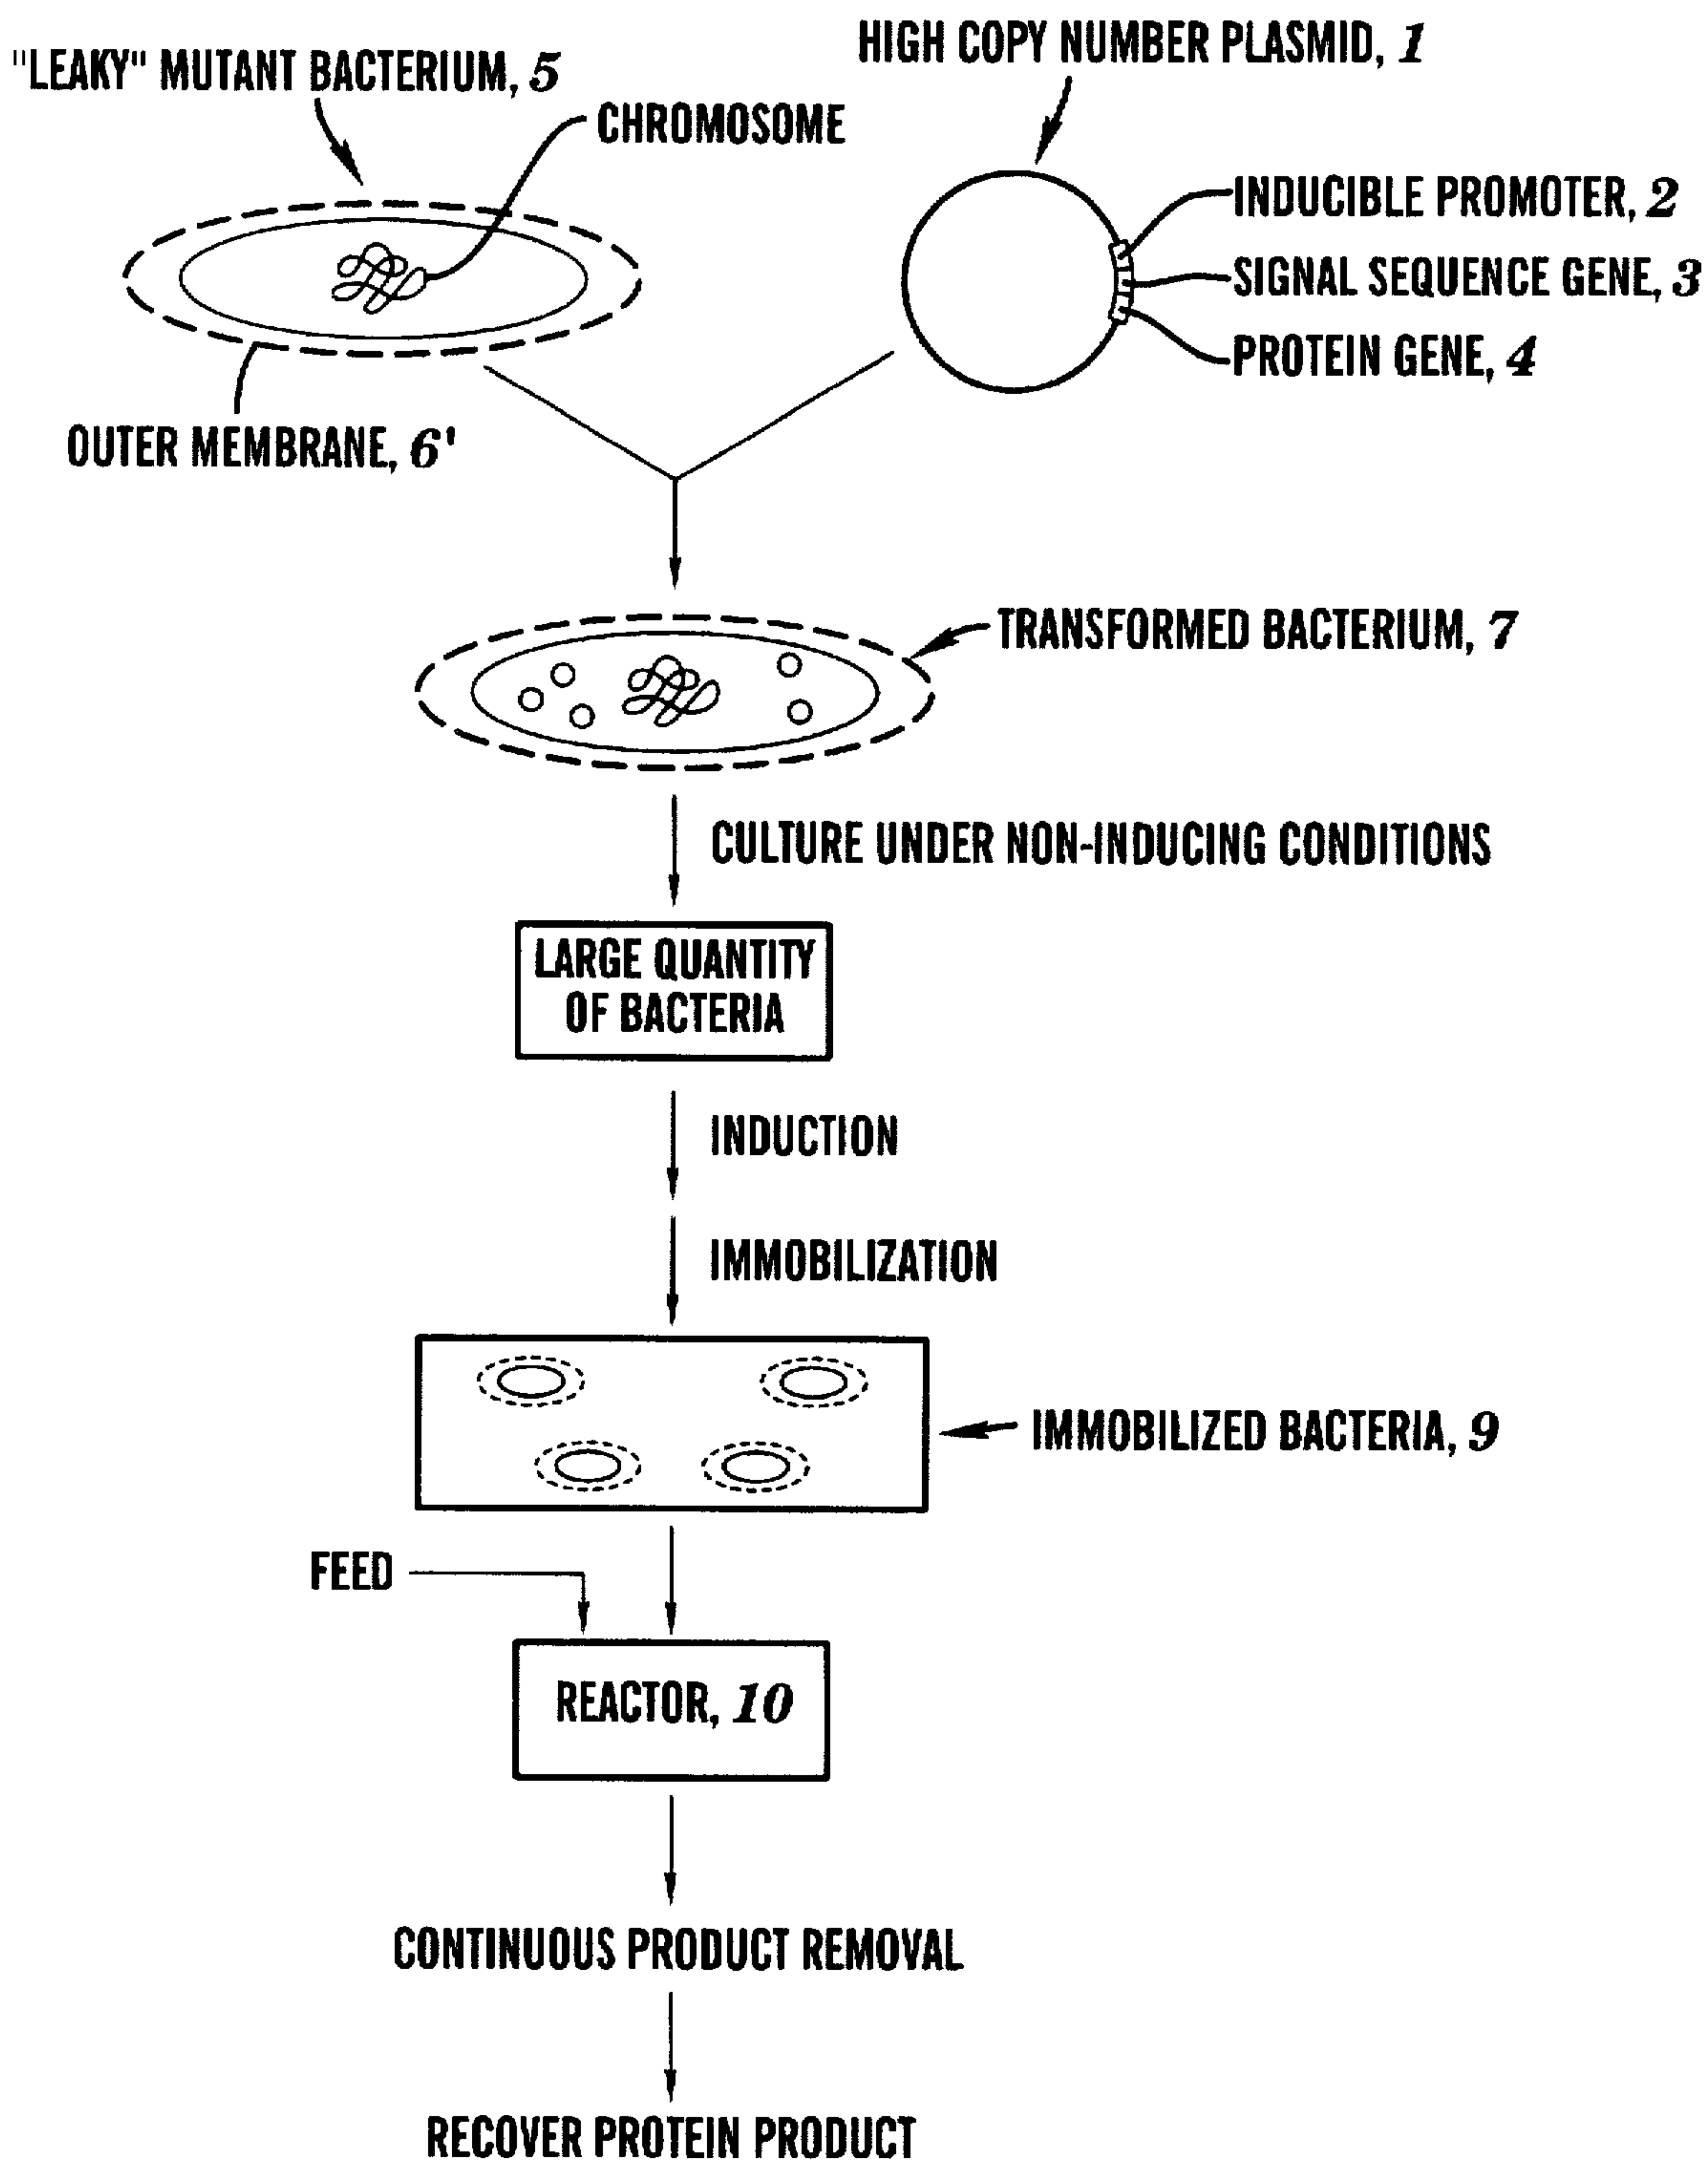 "LEAKY" MUTANT BACTERIUM, 5
HIGH COPY NUMBER PLASMID, 1
CHROMOSOME
INDUCIBLE PROMOTER, 2
SIGNAL SEQUENCE GENE, 3
PROTEIN GENE, 4
OUTER MEMBRANE, 6'
TRANSFORMED BACTERIUM, 7
CULTURE UNDER NON-INDUCING CONDITIONS
LARGE QUANTITY
OF BACTERIA
INDUCTION
IMMOBILIZATION
IMMOBILIZED BACTERIA, 9
FEED
REACTOR, 10
CONTINUOUS PRODUCT REMOVAL
RECOVER PROTEIN PRODUCT